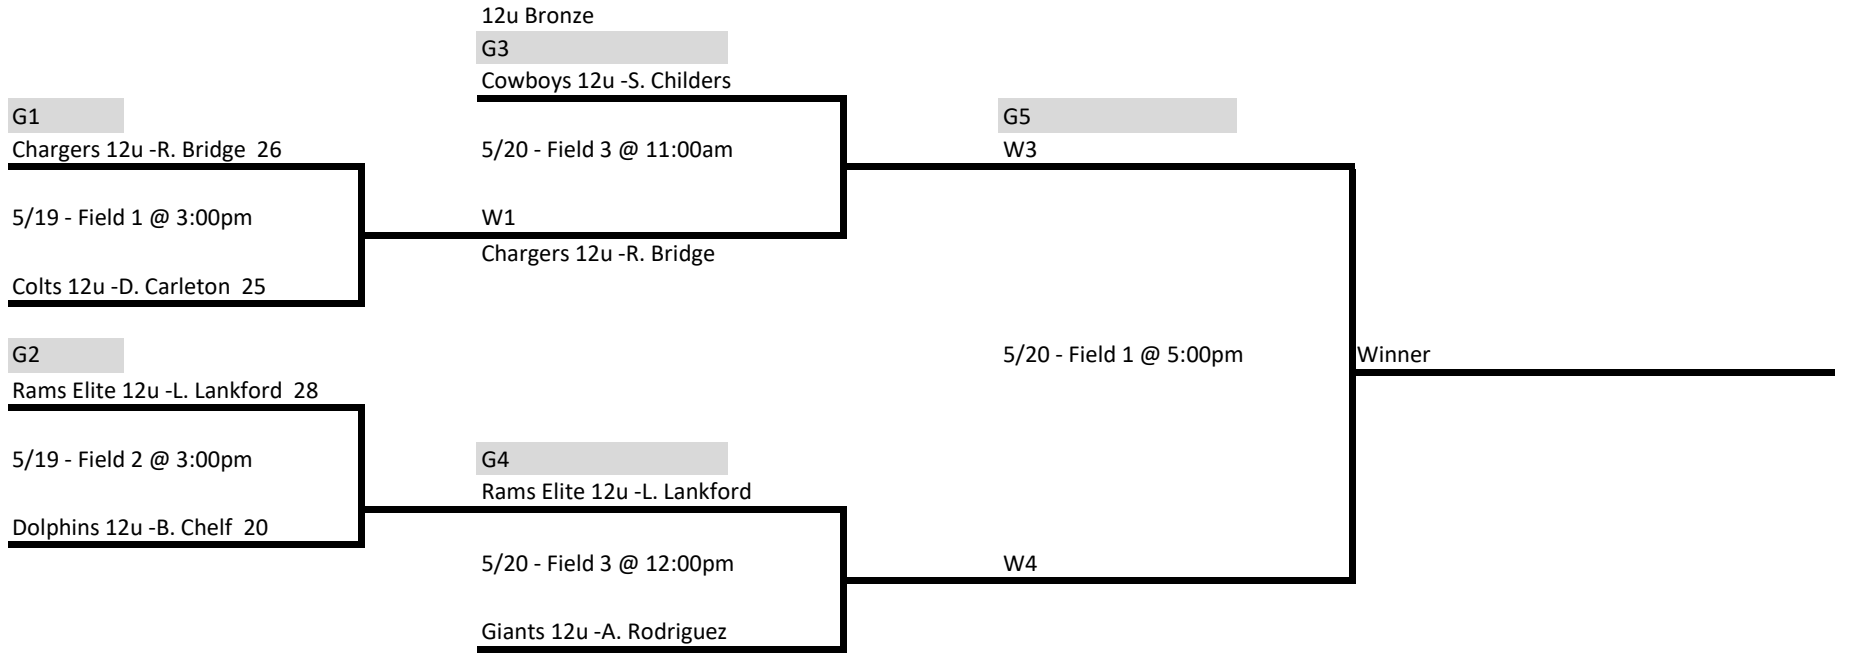 12u Bronze
G3
Cowboys 12u -S. Childers
G1
G5
Chargers 12u -R. Bridge  26
5/20 - Field 3 @ 11:00am
W3
5/19 - Field 1 @ 3:00pm
W1
Chargers 12u -R. Bridge
Colts 12u -D. Carleton  25
G2
5/20 - Field 1 @ 5:00pm
Winner
Rams Elite 12u -L. Lankford  28
5/19 - Field 2 @ 3:00pm
G4
Rams Elite 12u -L. Lankford
Dolphins 12u -B. Chelf  20
5/20 - Field 3 @ 12:00pm
W4
Giants 12u -A. Rodriguez